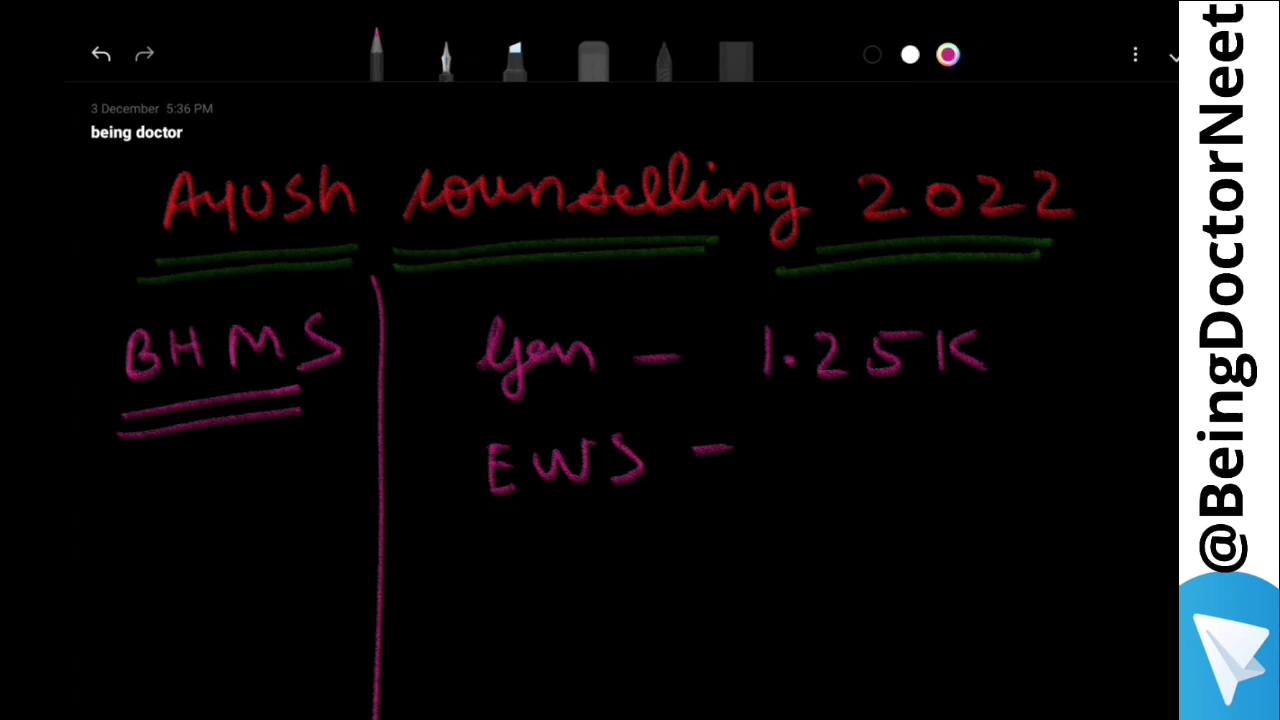 3 December 5:36 PM
being doctor
Ayush counselling 2022
BHMS
Gen - 1.25K
EWS -
@BeingDoctorNeet